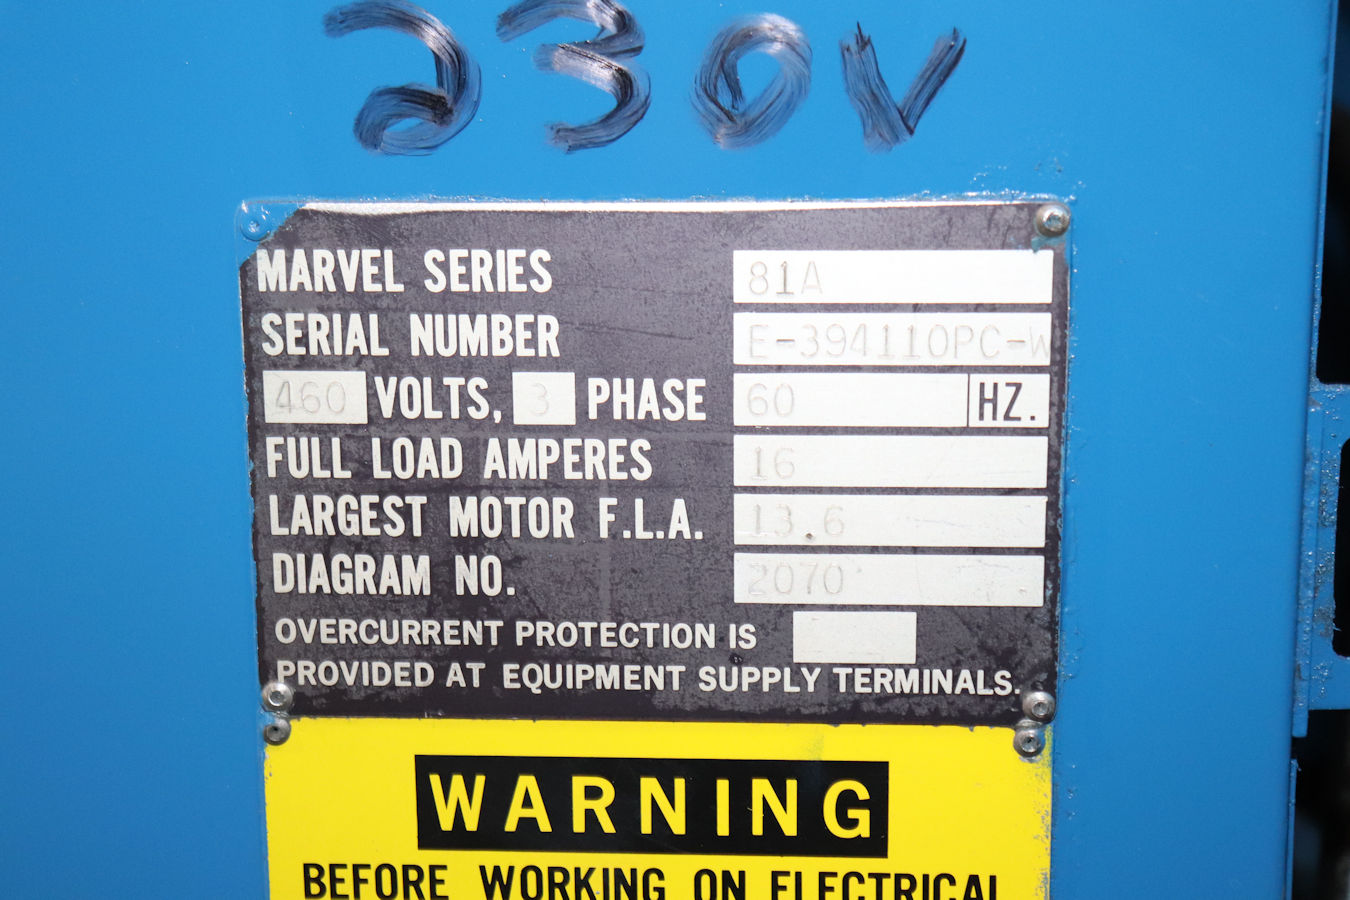 230V
MARVEL SERIES 81A
SERIAL NUMBER E-394110PC-W
460 VOLTS, 3 PHASE 60 HZ.
FULL LOAD AMPERES 16
LARGEST MOTOR F.L.A. 13.6
DIAGRAM NO. 2070
OVERCURRENT PROTECTION IS
PROVIDED AT EQUIPMENT SUPPLY TERMINALS.
WARNING
BEFORE WORKING ON ELECTRICAL